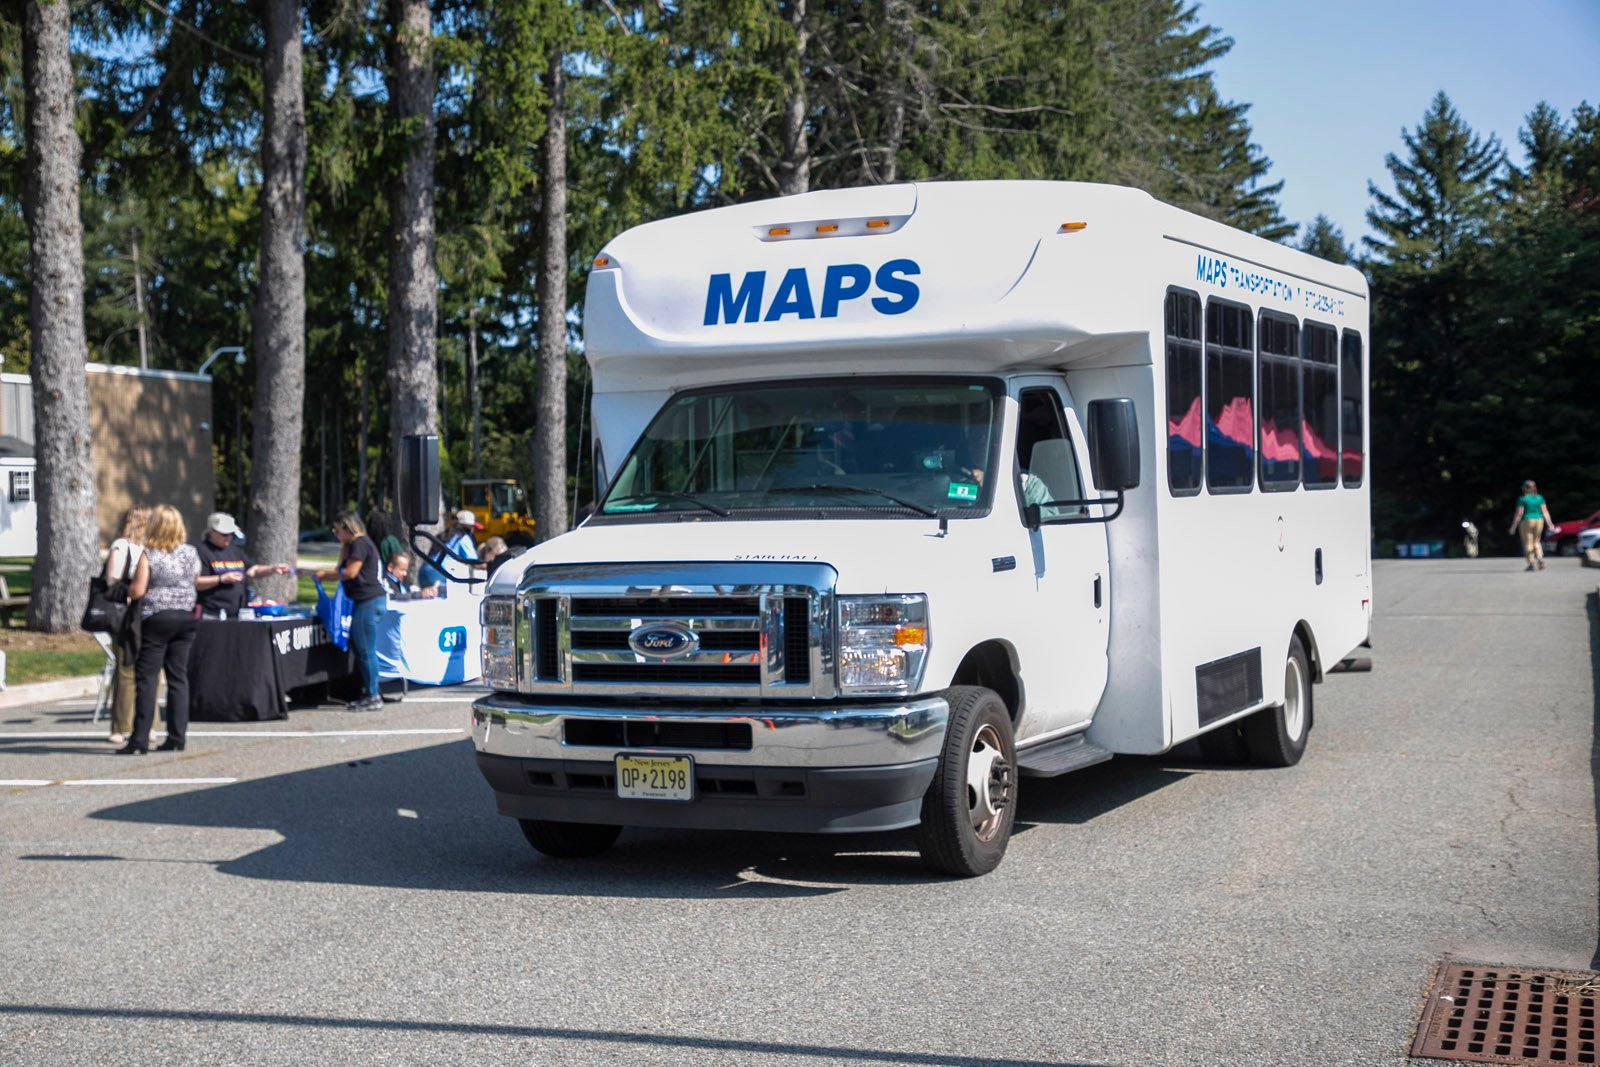 MAPS
MAPS TRANSPORTATION
STARCRAFT
Ford
New Jersey
OP 2198